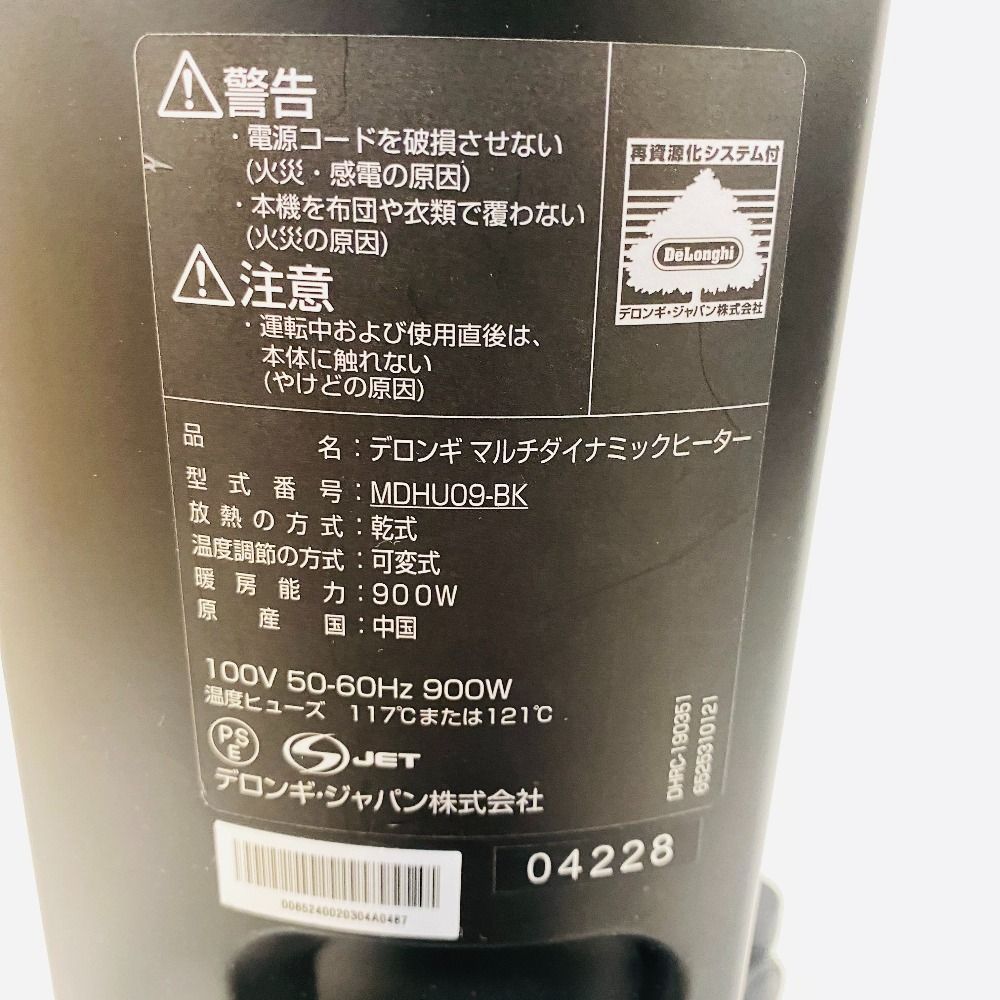 警告
・電源コードを破損させない
(火災・感電の原因)
・本機を布団や衣類で覆わない
(火災の原因)
注意
・運転中および使用直後は、
本体に触れない
(やけどの原因)
再資源化システム付
DeLonghi
デロンギ・ジャパン株式会社
品名：デロンギ マルチダイナミックヒーター
型式番号：MDHU09-BK
放熱の方式：乾式
温度調節の方式：可変式
暖房能力：900W
原産国：中国
100V 50-60Hz 900W
温度ヒューズ 117℃または121℃
PSE
JET
デロンギ・ジャパン株式会社
DHRC-190351
6525310121
0065240020304A0467
04228